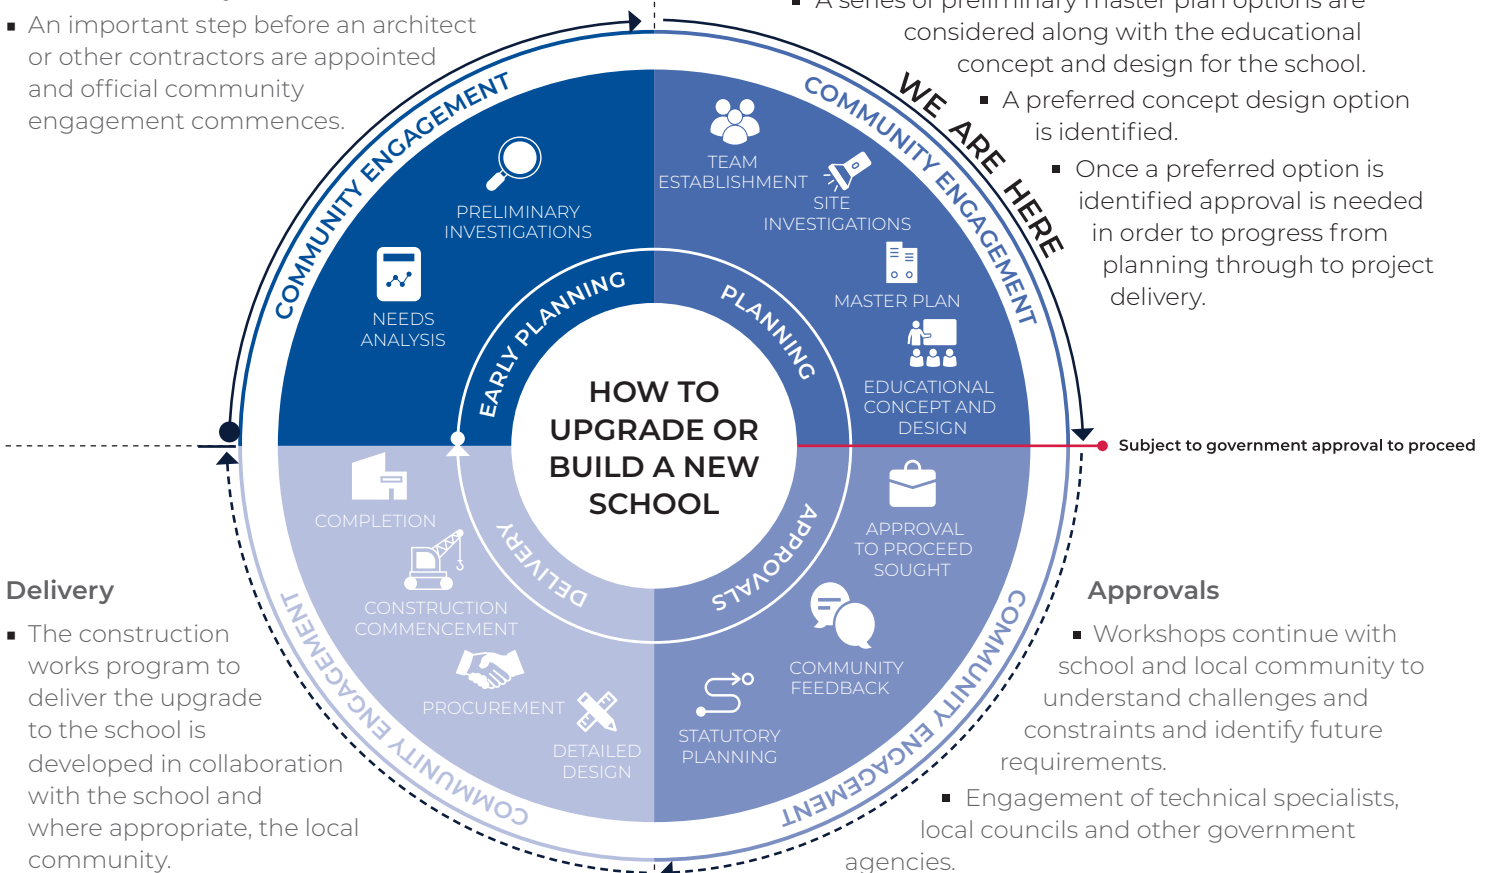 ▪ An important step before an architect
or other contractors are appointed
and official community
engagement commences.
▪ A series of preliminary master plan options are
considered along with the educational
concept and design for the school.
▪ A preferred concept design option
is identified.
▪ Once a preferred option is
identified approval is needed
in order to progress from
planning through to project
delivery.
WE ARE HERE
COMMUNITY ENGAGEMENT
PRELIMINARY
INVESTIGATIONS
NEEDS
ANALYSIS
EARLY PLANNING
COMMUNITY ENGAGEMENT
TEAM
ESTABLISHMENT
SITE
INVESTIGATIONS
MASTER PLAN
EDUCATIONAL
CONCEPT AND
DESIGN
PLANNING
HOW TO
UPGRADE OR
BUILD A NEW
SCHOOL
Subject to government approval to proceed
APPROVALS
APPROVAL
TO PROCEED
SOUGHT
COMMUNITY
FEEDBACK
STATUTORY
PLANNING
COMMUNITY ENGAGEMENT
DELIVERY
DETAILED
DESIGN
PROCUREMENT
CONSTRUCTION
COMMENCEMENT
COMPLETION
COMMUNITY ENGAGEMENT
Delivery
▪ The construction
works program to
deliver the upgrade
to the school is
developed in collaboration
with the school and
where appropriate, the local
community.
Approvals
▪ Workshops continue with
school and local community to
understand challenges and
constraints and identify future
requirements.
▪ Engagement of technical specialists,
local councils and other government
agencies.